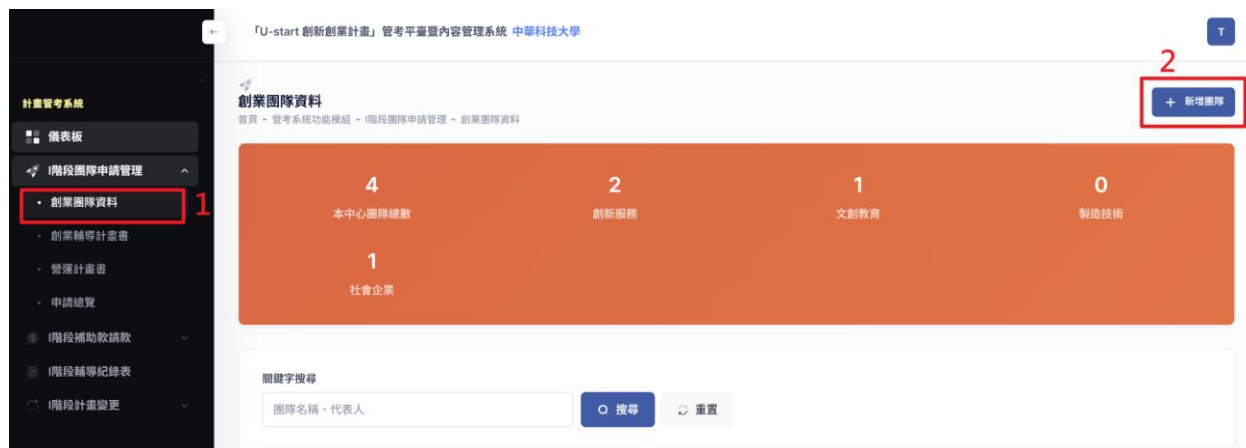 「U-start 創新創業計畫」管考平臺暨內容管理系統 中華科技大學
T
2
計畫管考系統
儀表板
I階段團隊申請管理
創業團隊資料
1
創業輔導計畫書
營運計畫書
申請總覽
I階段補助款請款
I階段輔導紀錄表
I階段計畫變更
創業團隊資料
首頁 - 管考系統功能模組 - I階段團隊申請管理 - 創業團隊資料
+ 新增團隊
4
本中心團隊總數
2
創新服務
1
文創教育
0
製造技術
1
社會企業
關鍵字搜尋
團隊名稱、代表人
搜尋
重置